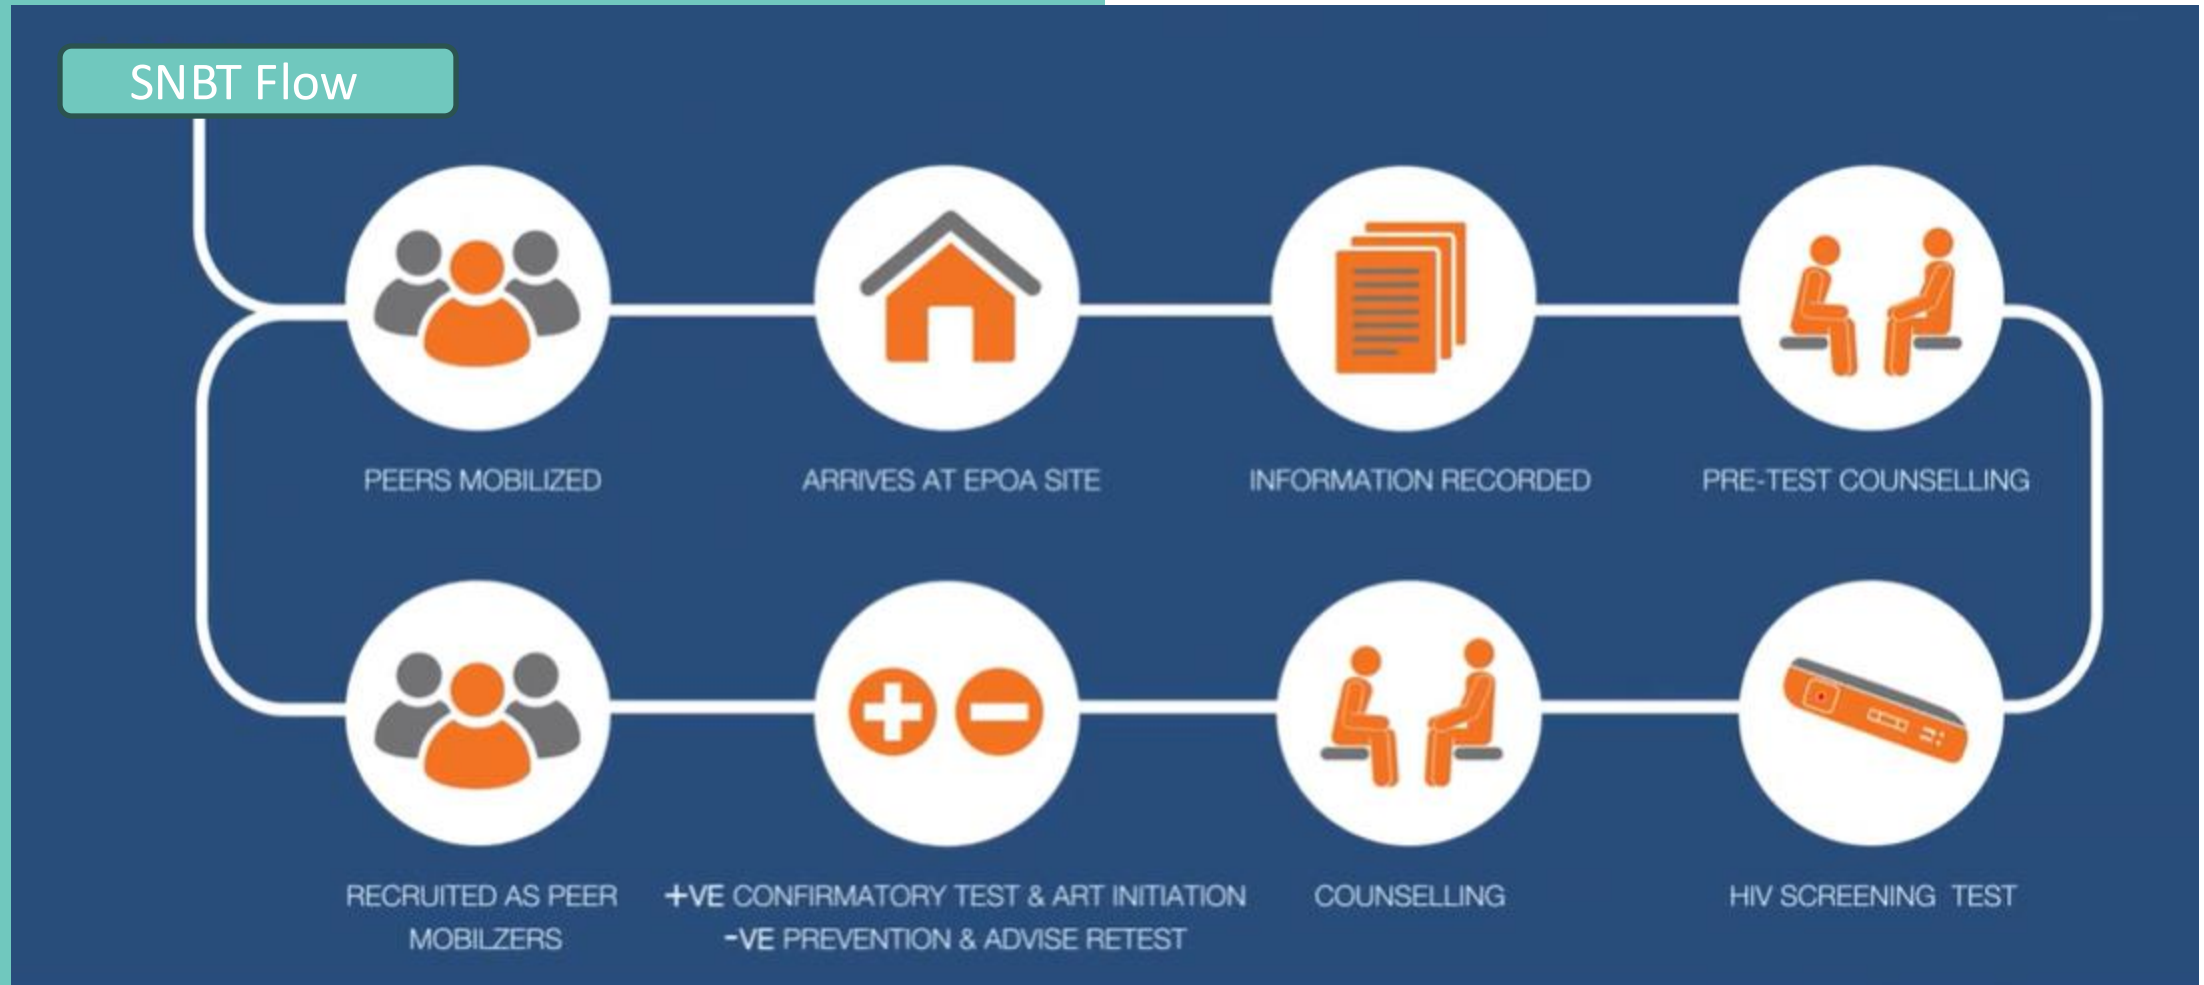 SNBT Flow
PEERS MOBILIZED
ARRIVES AT EPOA SITE
INFORMATION RECORDED
PRE-TEST COUNSELLING
RECRUITED AS PEER
MOBILZERS
+VE CONFIRMATORY TEST & ART INITIATION
-VE PREVENTION & ADVISE RETEST
COUNSELLING
HIV SCREENING TEST